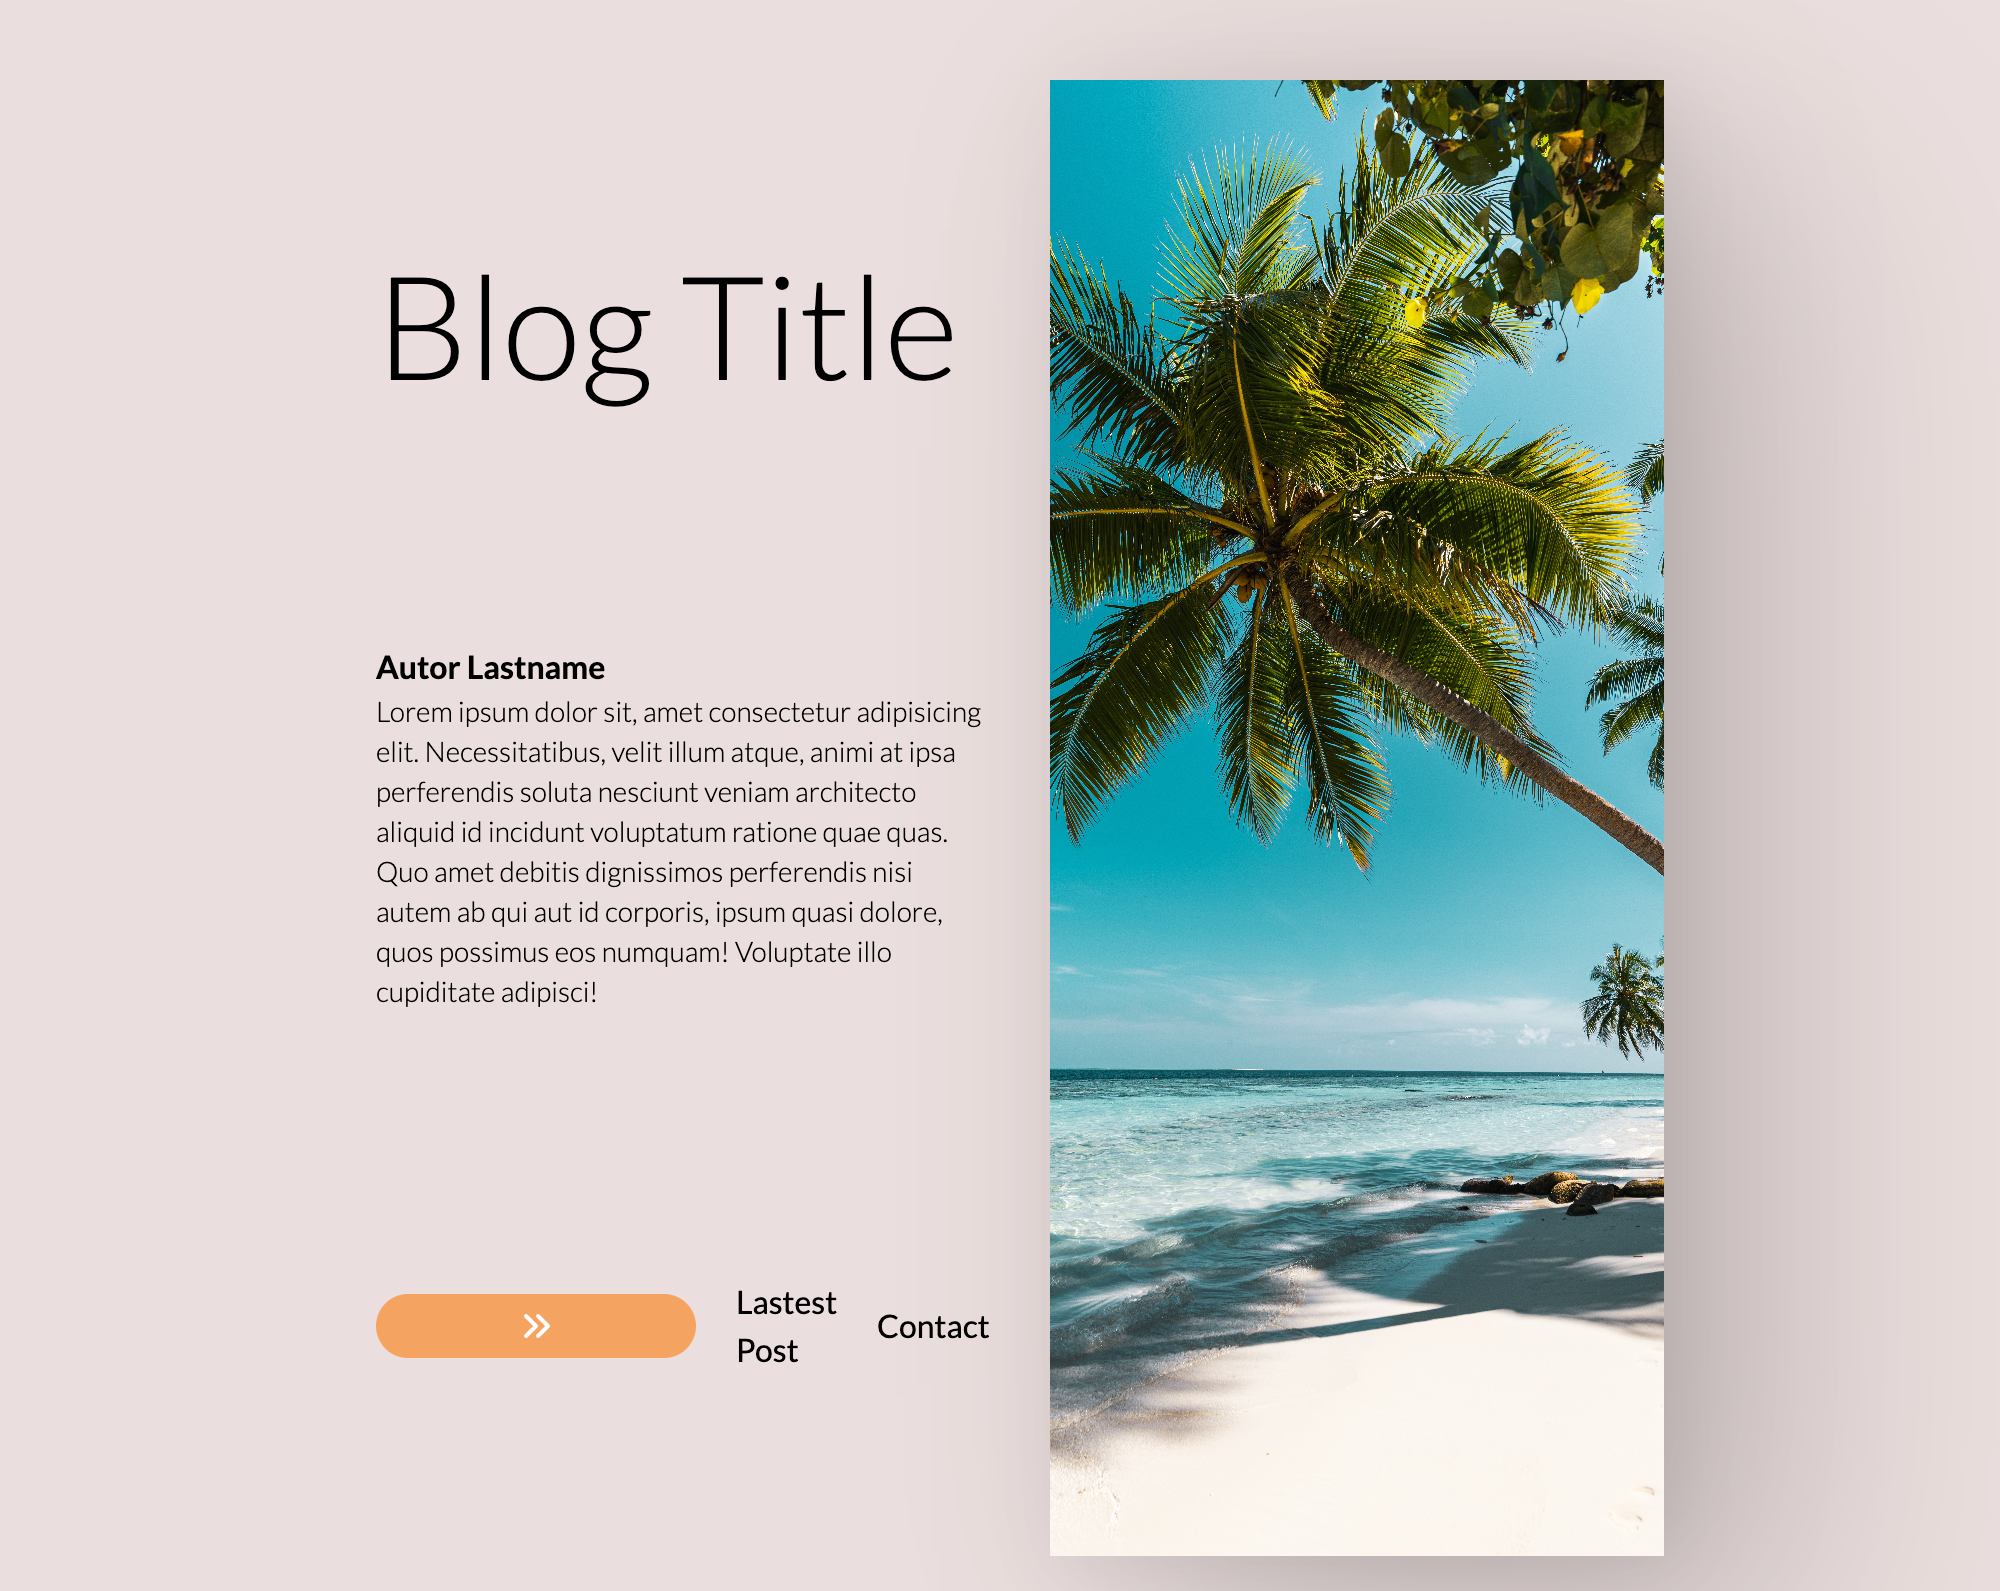 Blog Title
Autor Lastname
Lorem ipsum dolor sit, amet consectetur adipisicing
elit. Necessitatibus, velit illum atque, animi at ipsa
perferendis soluta nesciunt veniam architecto
aliquid id incidunt voluptatum ratione quae quas.
Quo amet debitis dignissimos perferendis nisi
autem ab qui aut id corporis, ipsum quasi dolore,
quos possimus eos numquam! Voluptate illo
cupiditate adipisci!
Lastest
Post
Contact